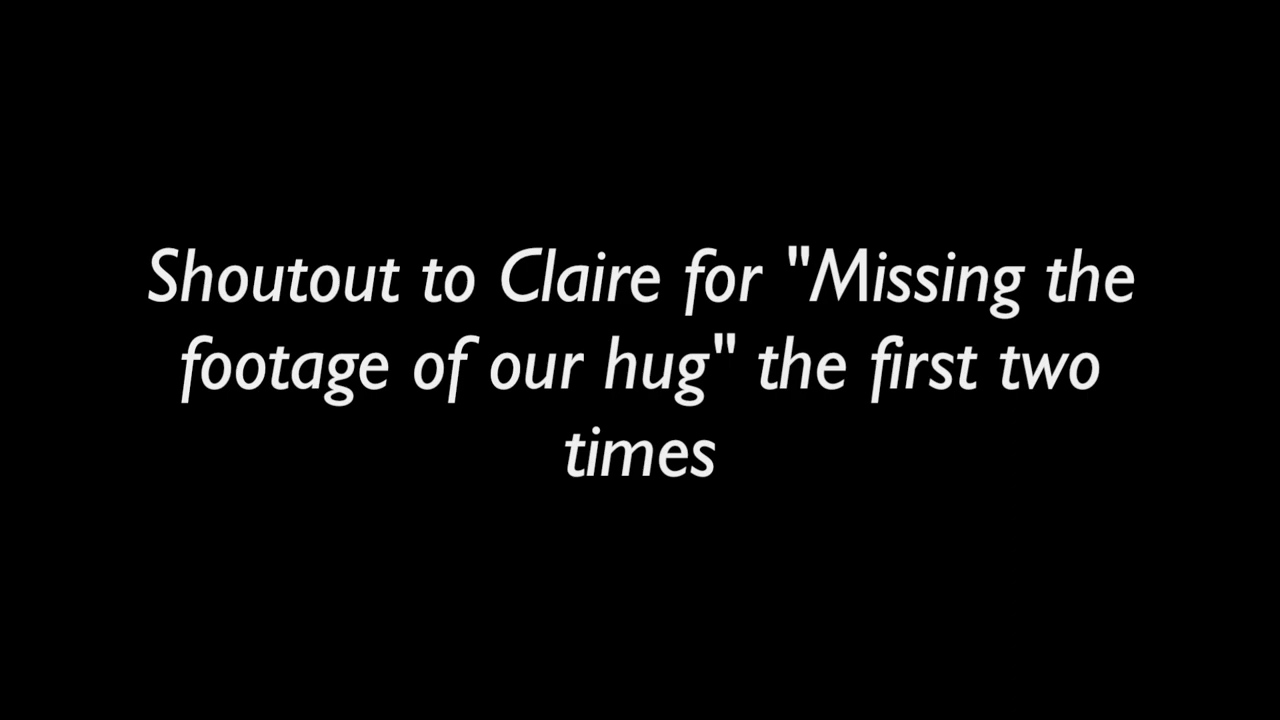 Shoutout to Claire for "Missing the
footage of our hug" the first two
times